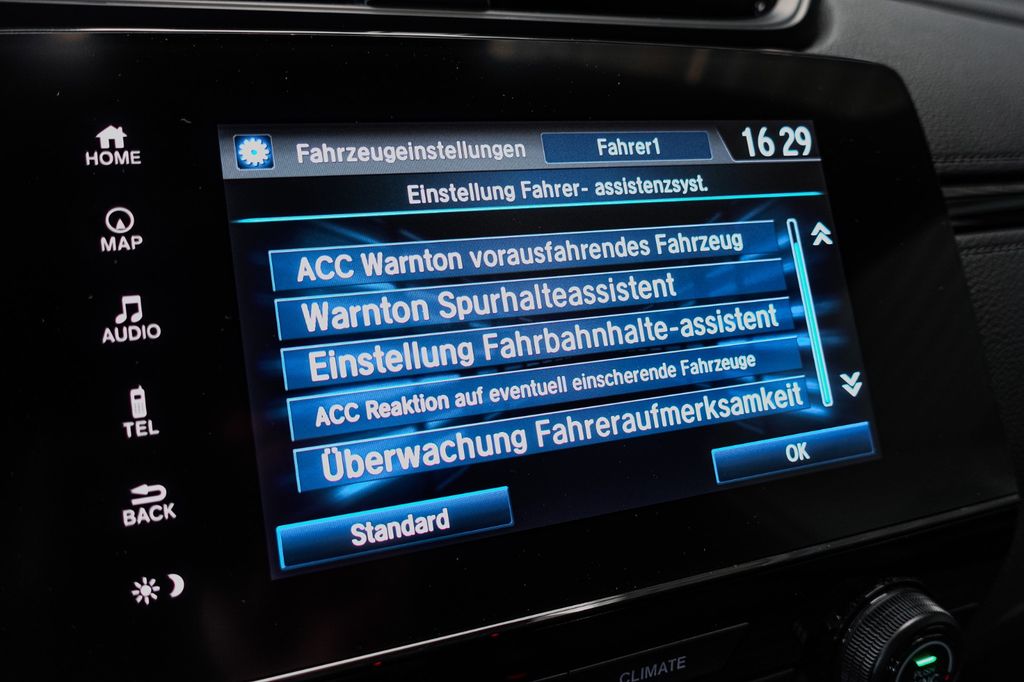 Fahrzeugeinstellungen Fahrer1 16 29
Einstellung Fahrer- assistenzsyst.
HOME
MAP
AUDIO
TEL
BACK
ACC Warnton vorausfahrendes Fahrzeug
Warnton Spurhalteassistent
Einstellung Fahrbahnhalte-assistent
ACC Reaktion auf eventuell einscherende Fahrzeuge
Überwachung Fahreraufmerksamkeit
Standard
OK
CLIMATE